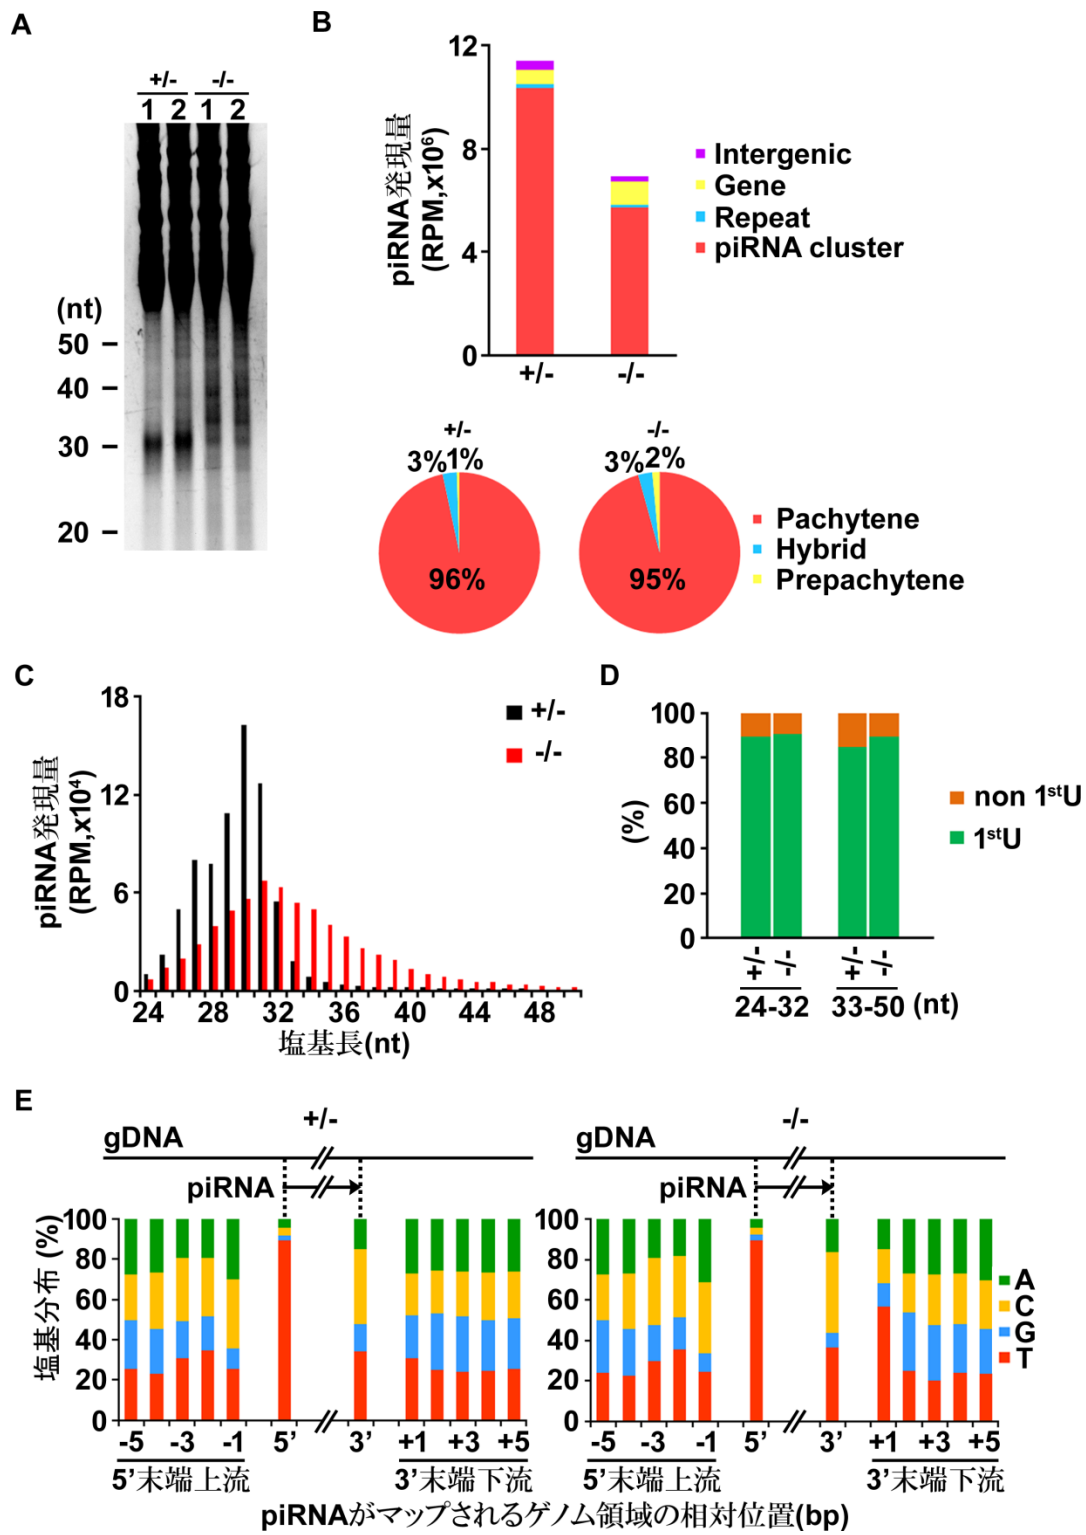 A
+/- -/-
1 2 1 2
(nt)
50
40
30
20
B
12
8
4
0
piRNA発現量
(RPM,x10⁶)
+/- -/-
Intergenic
Gene
Repeat
piRNA cluster
+/- -/-
3% 1% 3% 2%
96% 95%
Pachytene
Hybrid
Prepachytene
C
18
12
6
0
piRNA発現量
(RPM,x10⁴)
+/-
-/-
24 28 32 36 40 44 48
塩基長(nt)
D
100
80
60
40
20
0
(%)
non 1ˢᵗU
1ˢᵗU
+/- -/- +/- -/-
24-32 33-50 (nt)
E
+/- -/-
gDNA gDNA
piRNA piRNA
塩基分布 (%)
100 100
80 80
60 60
40 40
20 20
0 0
A
C
G
T
-5 -3 -1 5' 3' +1 +3 +5 -5 -3 -1 5' 3' +1 +3 +5
5'末端上流 3'末端下流 5'末端上流 3'末端下流
piRNAがマップされるゲノム領域の相対位置(bp)